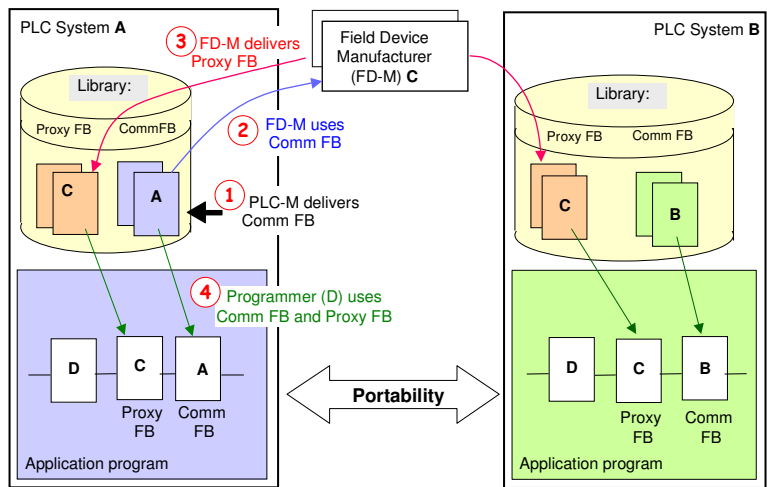 PLC System A
3
FD-M delivers
Proxy FB
Field Device
Manufacturer
(FD-M) C
PLC System B
Library:
Proxy FB
CommFB
2
FD-M uses
Comm FB
C
A
1
PLC-M delivers
Comm FB
Library:
Proxy FB
Comm FB
C
B
4
Programmer (D) uses
Comm FB and Proxy FB
D
C
A
Proxy
FB
Comm
FB
Application program
Portability
D
C
B
Proxy
FB
Comm
FB
Application program